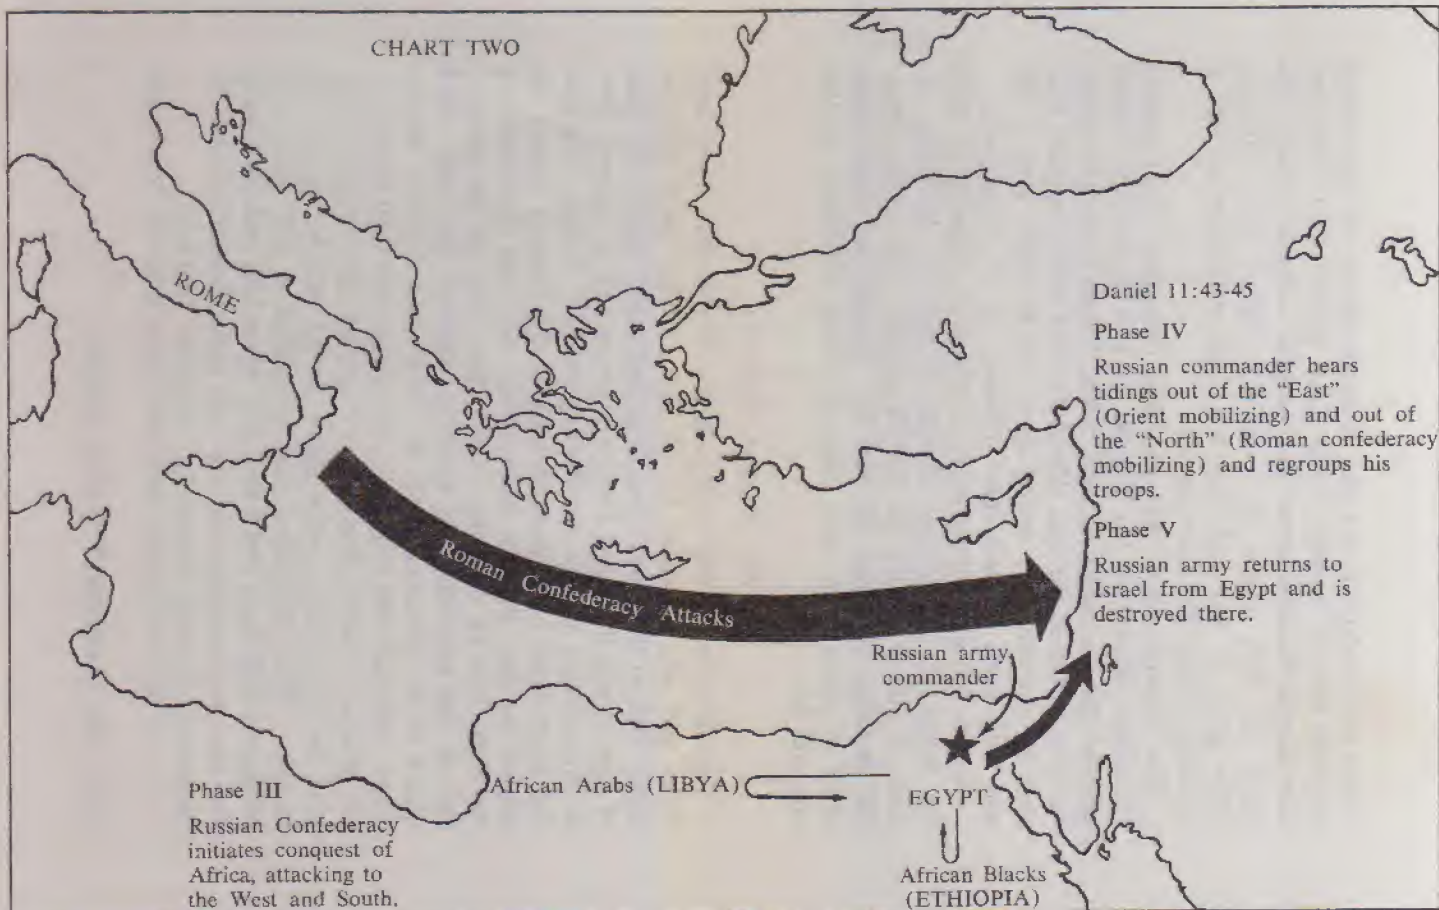 CHART TWO
ROME
Daniel 11:43-45
Phase IV
Russian commander hears
tidings out of the “East”
(Orient mobilizing) and out of
the “North” (Roman confederacy
mobilizing) and regroups his
troops.
Phase V
Russian army returns to
Israel from Egypt and is
destroyed there.
Roman Confederacy Attacks
Russian army
commander
African Arabs (LIBYA)
EGYPT
African Blacks
(ETHIOPIA)
Phase III
Russian Confederacy
initiates conquest of
Africa, attacking to
the West and South.